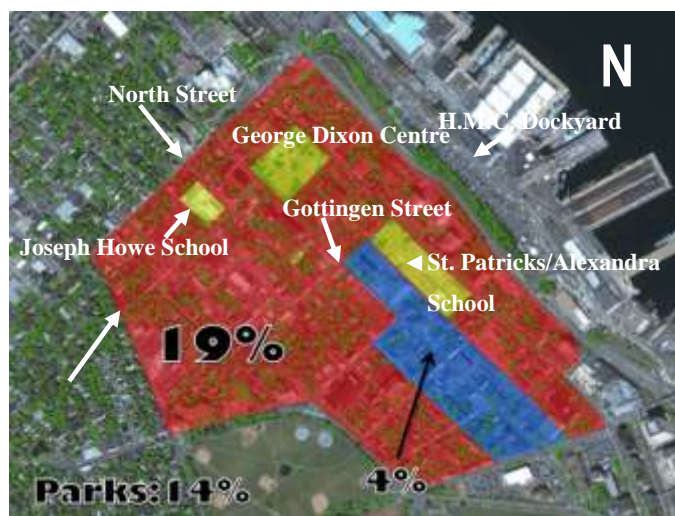 N
North Street
H.M.C. Dockyard
George Dixon Centre
Gottingen Street
Joseph Howe School
St. Patricks/Alexandra
School
19%
4%
Parks:14%